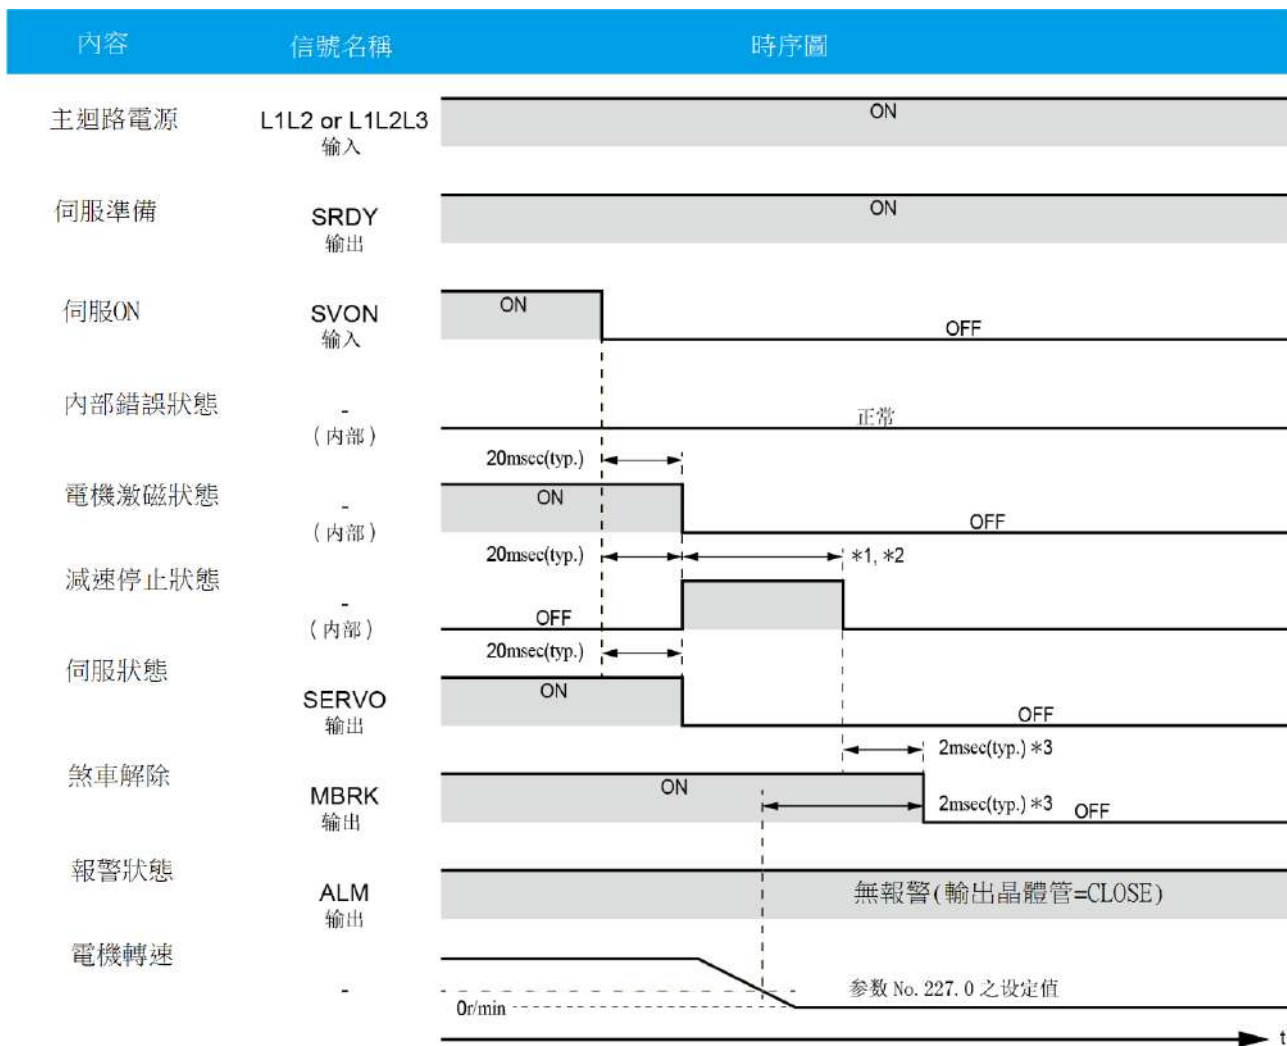 內容 信號名稱 時序圖
主迴路電源 L1L2 or L1L2L3 ON
输入
伺服準備 SRDY ON
输出
伺服ON SVON ON OFF
输入
內部錯誤狀態 - 正常
(内部)
20msec(typ.)
電機激磁狀態 - ON OFF
(内部)
20msec(typ.) *1, *2
減速停止狀態 - OFF
(内部)
20msec(typ.)
伺服狀態 SERVO ON OFF
输出
2msec(typ.) *3
煞車解除 MBRK ON
输出 2msec(typ.) *3 OFF
報警狀態 ALM 無報警(輸出晶體管=CLOSE)
输出
電機轉速 - 参数 No. 227. 0 之设定值
0r/min
t